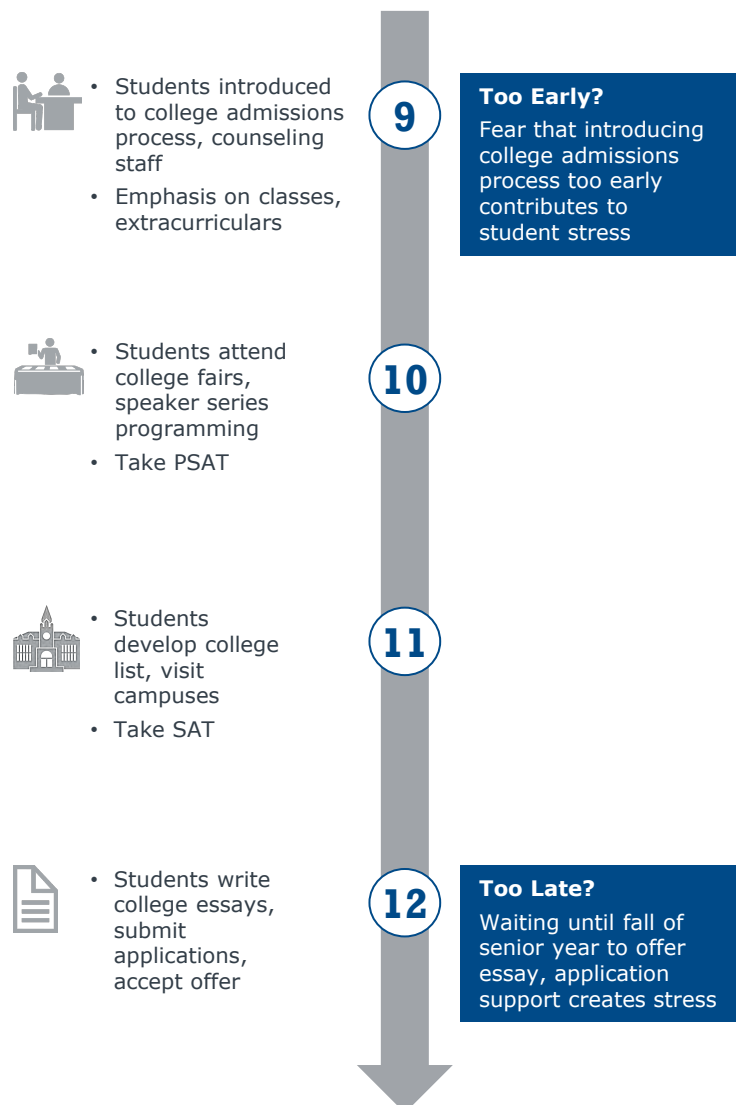 • Students introduced
to college admissions
process, counseling
staff
• Emphasis on classes,
extracurriculars
9
Too Early?
Fear that introducing
college admissions
process too early
contributes to
student stress
• Students attend
college fairs,
speaker series
programming
• Take PSAT
10
• Students
develop college
list, visit
campuses
• Take SAT
11
• Students write
college essays,
submit
applications,
accept offer
12
Too Late?
Waiting until fall of
senior year to offer
essay, application
support creates stress